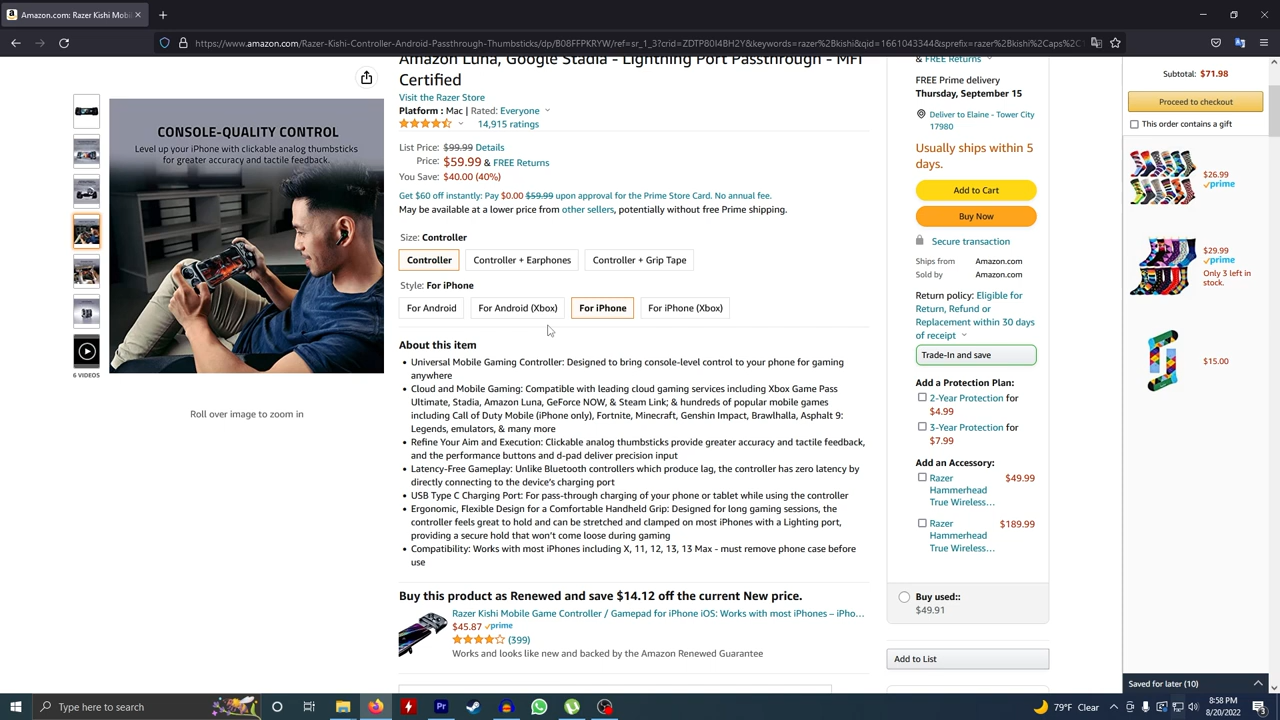 Amazon.com: Razer Kishi Mobil
https://www.amazon.com/Razer-Kishi-Controller-Android-Passthrough-Thumbsticks/dp/B08FFPKRYW/ref=sr_1_3?crid=ZDTP80I4BH2Y&keywords=razer%2Bkishi&qid=1661043344&sprefix=razer%2Bkishi%2Caps%2C
Amazon Luna, Google Stadia - Lightning Port Passthrough - MFI
Certified
Visit the Razer Store
Platform : Mac | Rated: Everyone
14,915 ratings
List Price: $99.99 Details
Price: $59.99 & FREE Returns
You Save: $40.00 (40%)
Get $60 off instantly: Pay $0.00 $59.99 upon approval for the Prime Store Card. No annual fee.
May be available at a lower price from other sellers, potentially without free Prime shipping.
Size: Controller
Controller
Controller + Earphones
Controller + Grip Tape
Style: For iPhone
For Android
For Android (Xbox)
For iPhone
For iPhone (Xbox)
About this item
Universal Mobile Gaming Controller: Designed to bring console-level control to your phone for gaming
anywhere
Cloud and Mobile Gaming: Compatible with leading cloud gaming services including Xbox Game Pass
Ultimate, Stadia, Amazon Luna, GeForce NOW, & Steam Link; & hundreds of popular mobile games
including Call of Duty Mobile (iPhone only), Fortnite, Minecraft, Genshin Impact, Brawlhalla, Asphalt 9:
Legends, emulators, & many more
Refine Your Aim and Execution: Clickable analog thumbsticks provide greater accuracy and tactile feedback,
and the performance buttons and d-pad deliver precision input
Latency-Free Gameplay: Unlike Bluetooth controllers which produce lag, the controller has zero latency by
directly connecting to the device's charging port
USB Type C Charging Port: For pass-through charging of your phone or tablet while using the controller
Ergonomic, Flexible Design for a Comfortable Handheld Grip: Designed for long gaming sessions, the
controller feels great to hold and can be stretched and clamped on most iPhones with a Lighting port,
providing a secure hold that won't come loose during gaming
Compatibility: Works with most iPhones including X, 11, 12, 13, 13 Max - must remove phone case before
use
Buy this product as Renewed and save $14.12 off the current New price.
Razer Kishi Mobile Game Controller / Gamepad for iPhone iOS: Works with most iPhones – iPho…
$45.87 prime
(399)
Works and looks like new and backed by the Amazon Renewed Guarantee
CONSOLE-QUALITY CONTROL
Level up your iPhone with clickable analog thumbsticks
for greater accuracy and tactile feedback.
6 VIDEOS
Roll over image to zoom in
& FREE Returns
FREE Prime delivery
Thursday, September 15
Deliver to Elaine - Tower City
17980
Usually ships within 5
days.
Add to Cart
Buy Now
Secure transaction
Ships from Amazon.com
Sold by Amazon.com
Return policy: Eligible for
Return, Refund or
Replacement within 30 days
of receipt
Trade-In and save
Add a Protection Plan:
2-Year Protection for
$4.99
3-Year Protection for
$7.99
Add an Accessory:
Razer $49.99
Hammerhead
True Wireless…
Razer $189.99
Hammerhead
True Wireless…
Buy used::
$49.91
Add to List
Subtotal: $71.98
Proceed to checkout
This order contains a gift
$26.99
prime
$29.99
prime
Only 3 left in
stock.
$15.00
Saved for later (10)
Type here to search
79°F Clear
8:58 PM
8/20/2022